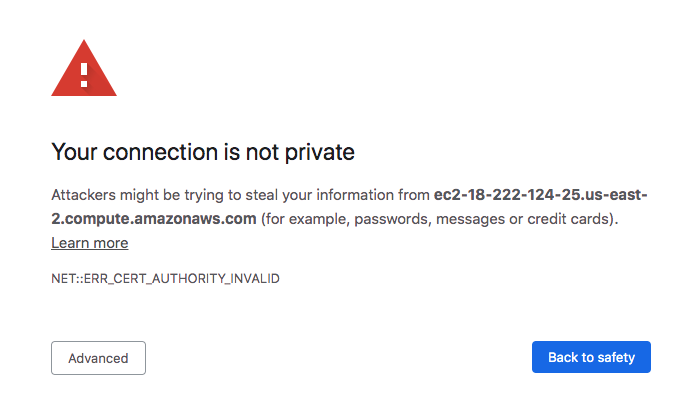 Your connection is not private
Attackers might be trying to steal your information from ec2-18-222-124-25.us-east-
2.compute.amazonaws.com (for example, passwords, messages or credit cards).
Learn more
NET::ERR_CERT_AUTHORITY_INVALID
Advanced
Back to safety